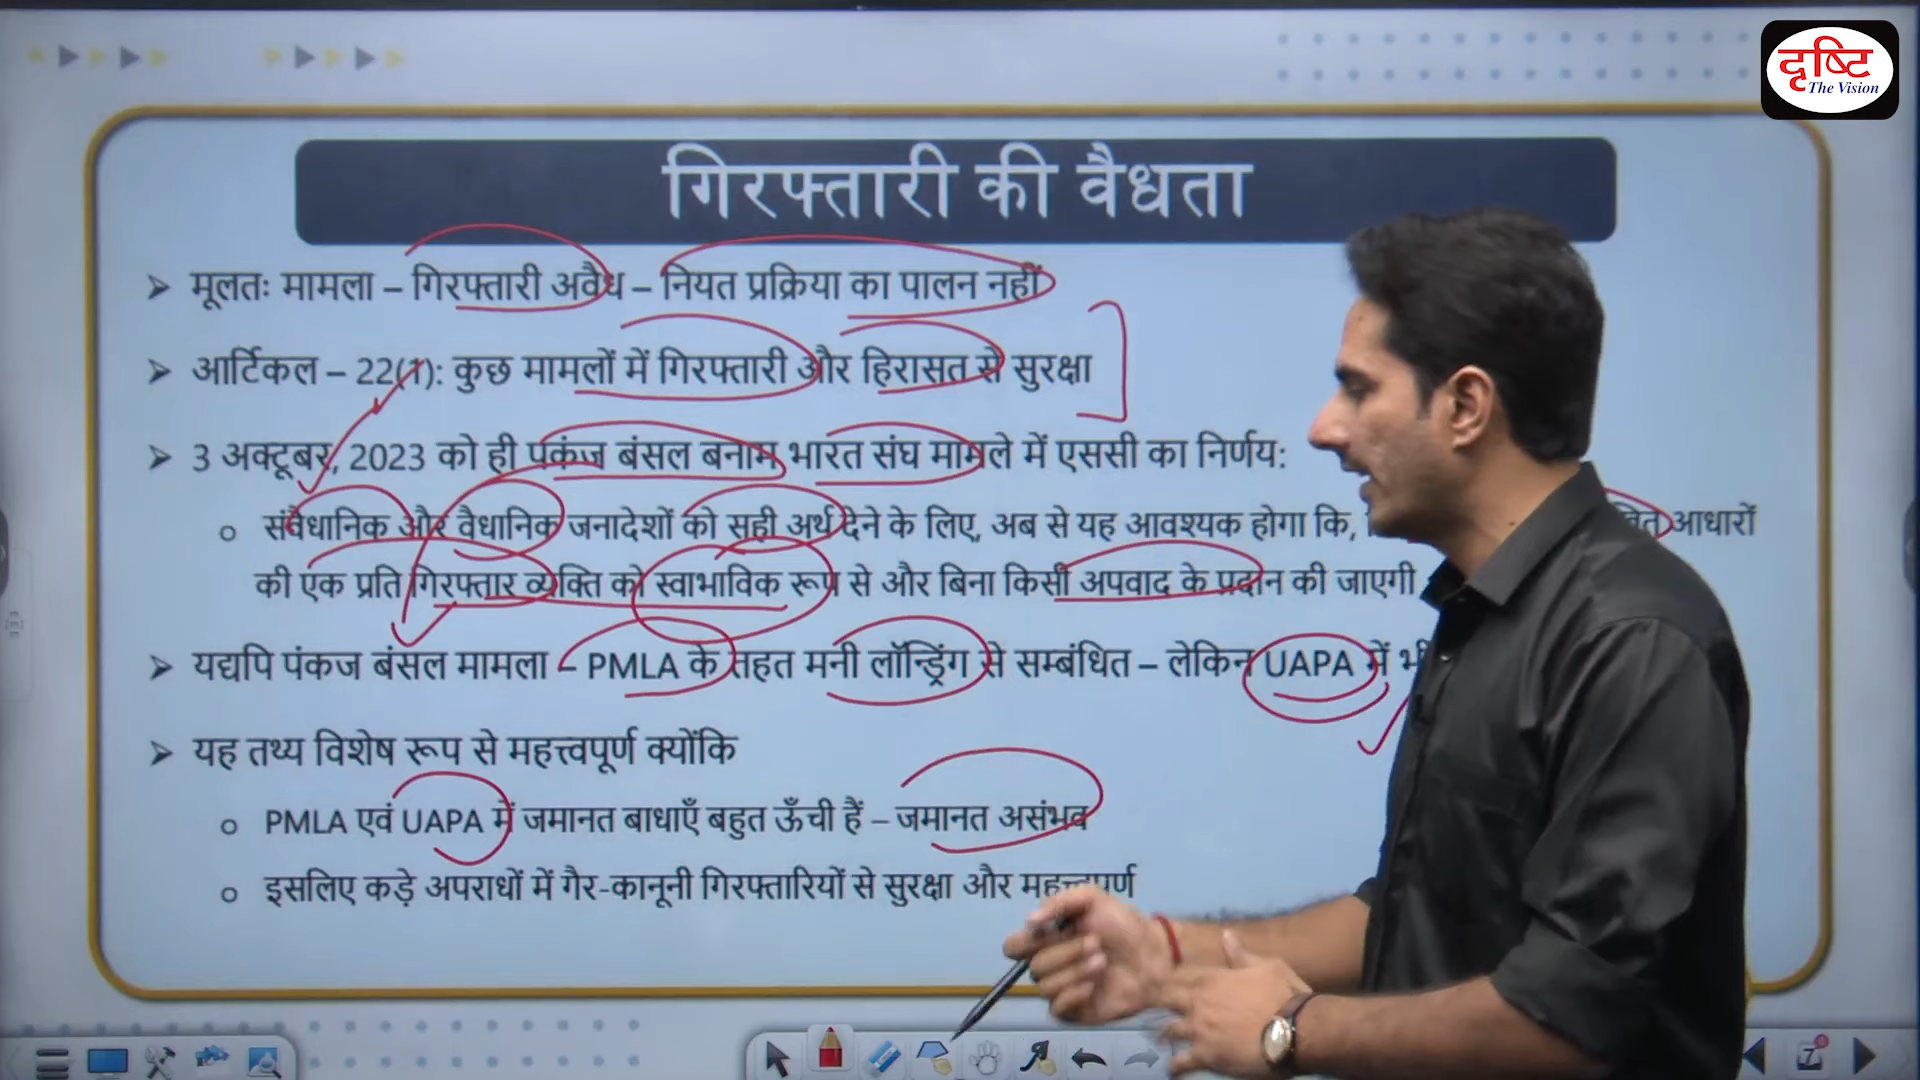 दृष्टि
The Vision
गिरफ्तारी की वैधता
➢ मूलतः मामला – गिरफ्तारी अवैध – नियत प्रक्रिया का पालन नहीं
➢ आर्टिकल – 22(1): कुछ मामलों में गिरफ्तारी और हिरासत से सुरक्षा
➢ 3 अक्टूबर, 2023 को ही पकंज बंसल बनाम भारत संघ मामले में एससी का निर्णय:
o संवैधानिक और वैधानिक जनादेशों को सही अर्थ देने के लिए, अब से यह आवश्यक होगा कि, आधारों
की एक प्रति गिरफ्तार व्यक्ति को स्वाभाविक रूप से और बिना किसी अपवाद के प्रदान की जाएगी
➢ यद्यपि पंकज बंसल मामला – PMLA के तहत मनी लॉन्ड्रिंग से सम्बंधित – लेकिन UAPA में
➢ यह तथ्य विशेष रूप से महत्त्वपूर्ण क्योंकि
o PMLA एवं UAPA में जमानत बाधाएँ बहुत ऊँची हैं – जमानत असंभव
o इसलिए कड़े अपराधों में गैर-कानूनी गिरफ्तारियों से सुरक्षा और महत्त्वपूर्ण
7